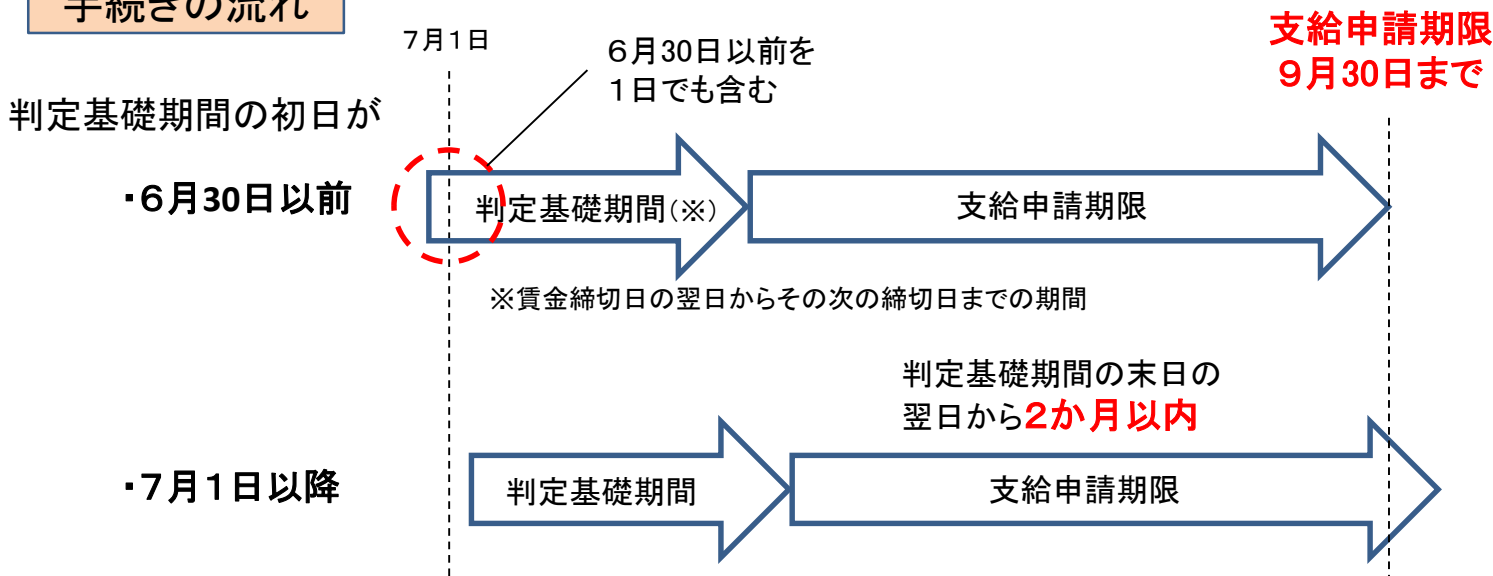 手続きの流れ
7月1日
6月30日以前を
1日でも含む
支給申請期限
9月30日まで
判定基礎期間の初日が
・6月30日以前
判定基礎期間(※)
支給申請期限
※賃金締切日の翌日からその次の締切日までの期間
判定基礎期間の末日の
翌日から2か月以内
・7月1日以降
判定基礎期間
支給申請期限